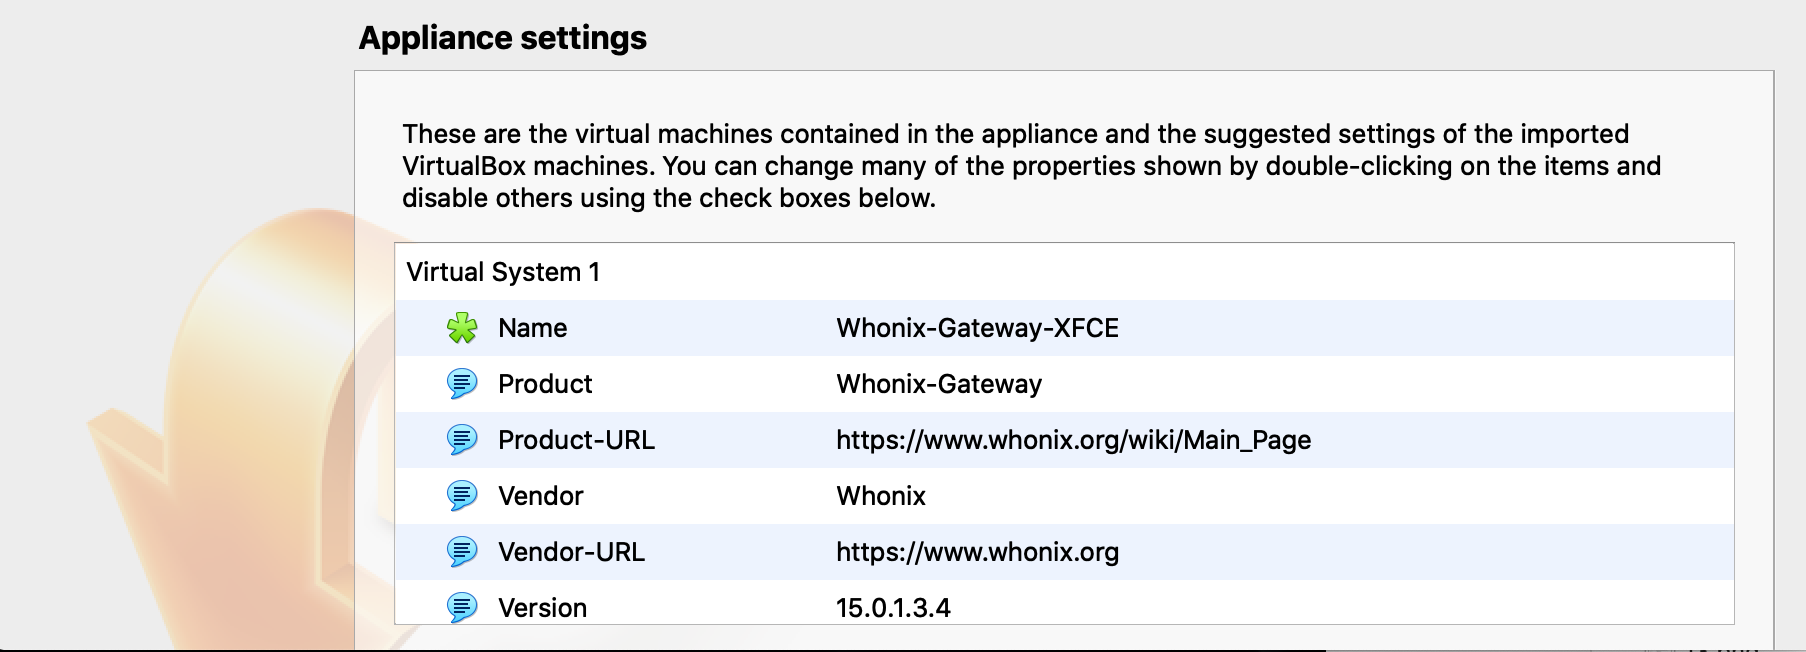 Appliance settings
These are the virtual machines contained in the appliance and the suggested settings of the imported
VirtualBox machines. You can change many of the properties shown by double-clicking on the items and
disable others using the check boxes below.
Virtual System 1
Name Whonix-Gateway-XFCE
Product Whonix-Gateway
Product-URL https://www.whonix.org/wiki/Main_Page
Vendor Whonix
Vendor-URL https://www.whonix.org
Version 15.0.1.3.4